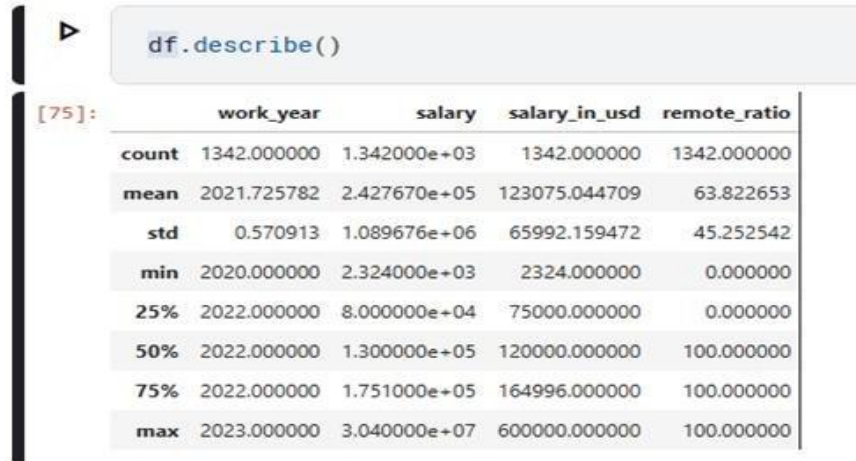 df.describe()
[75]:
work_year salary salary_in_usd remote_ratio
count 1342.000000 1.342000e+03 1342.000000 1342.000000
mean 2021.725782 2.427670e+05 123075.044709 63.822653
std 0.570913 1.089676e+06 65992.159472 45.252542
min 2020.000000 2.324000e+03 2324.000000 0.000000
25% 2022.000000 8.000000e+04 75000.000000 0.000000
50% 2022.000000 1.300000e+05 120000.000000 100.000000
75% 2022.000000 1.751000e+05 164996.000000 100.000000
max 2023.000000 3.040000e+07 600000.000000 100.000000